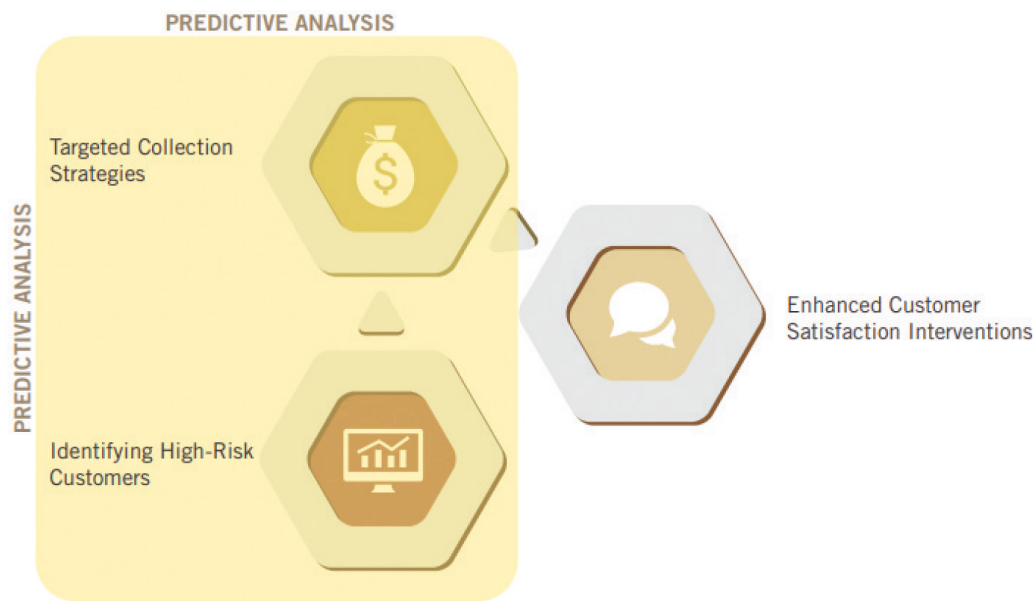 PREDICTIVE ANALYSIS
PREDICTIVE ANALYSIS
Targeted Collection
Strategies
$
Enhanced Customer
Satisfaction Interventions
Identifying High-Risk
Customers